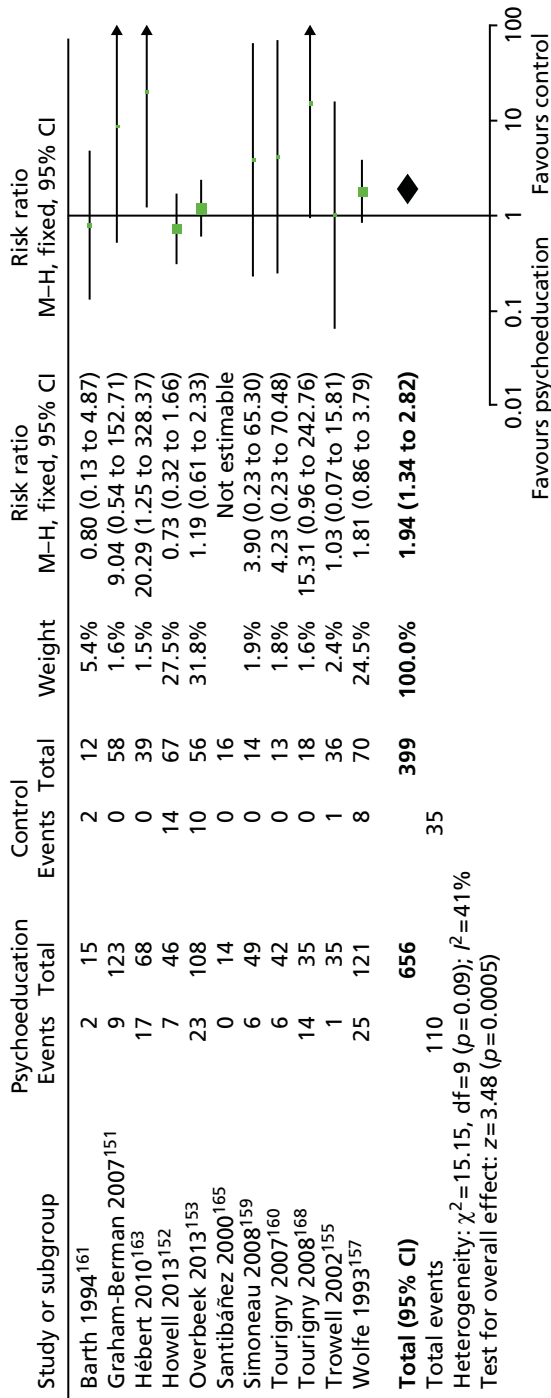 Psychoeducation Control Risk ratio Risk ratio
Study or subgroup Events Total Events Total Weight M–H, fixed, 95% CI M–H, fixed, 95% CI
Barth 1994161 2 15 2 12 5.4% 0.80 (0.13 to 4.87)
Graham-Berman 2007151 9 123 0 58 1.6% 9.04 (0.54 to 152.71)
Hébert 2010163 17 68 0 39 1.5% 20.29 (1.25 to 328.37)
Howell 2013152 7 46 14 67 27.5% 0.73 (0.32 to 1.66)
Overbeek 2013153 23 108 10 56 31.8% 1.19 (0.61 to 2.33)
Santibáñez 2000165 0 14 0 16 Not estimable
Simoneau 2008159 6 49 0 14 1.9% 3.90 (0.23 to 65.30)
Tourigny 2007160 6 42 0 13 1.8% 4.23 (0.23 to 70.48)
Tourigny 2008168 14 35 0 18 1.6% 15.31 (0.96 to 242.76)
Trowell 2002155 1 35 1 36 2.4% 1.03 (0.07 to 15.81)
Wolfe 1993157 25 121 8 70 24.5% 1.81 (0.86 to 3.79)
Total (95% CI) 656 399 100.0% 1.94 (1.34 to 2.82)
Total events 110 35
Heterogeneity: χ2=15.15, df=9 (p=0.09); I2=41%
Test for overall effect: z=3.48 (p=0.0005)
0.01 0.1 1 10 100
Favours psychoeducation Favours control